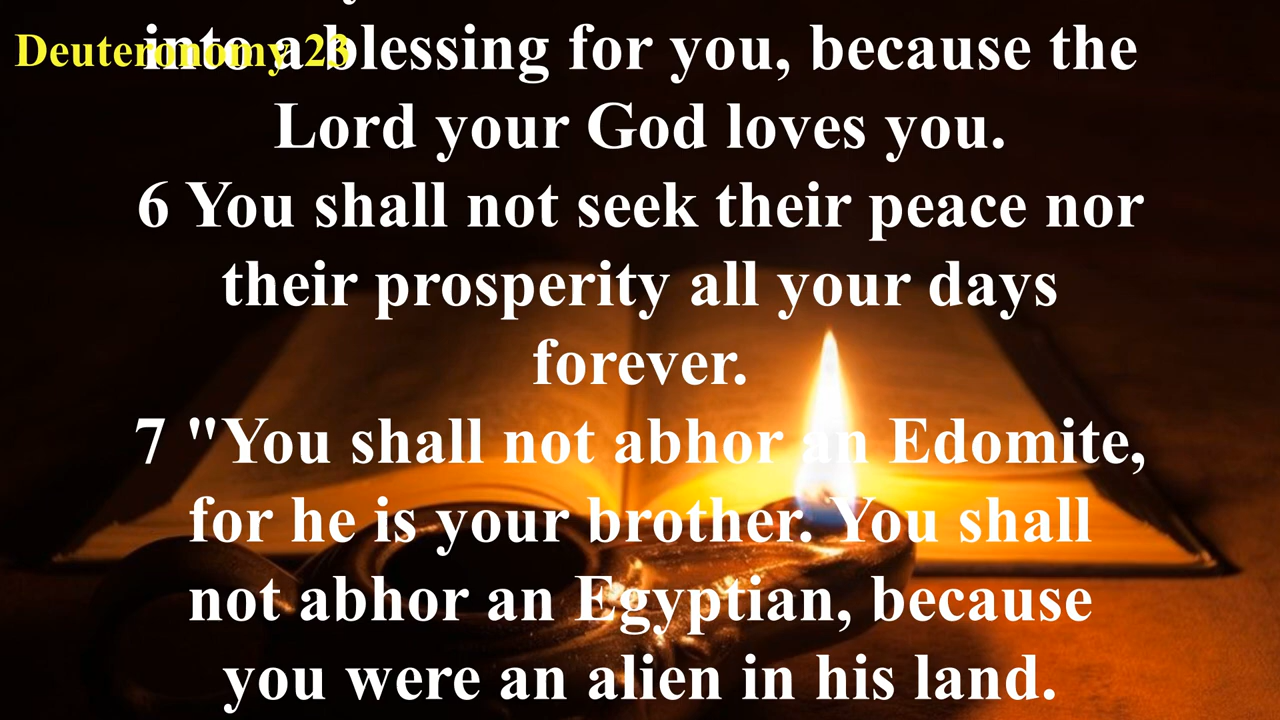 Deuteronomy 23
into a blessing for you, because the
Lord your God loves you.
6 You shall not seek their peace nor
their prosperity all your days
forever.
7 "You shall not abhor an Edomite,
for he is your brother. You shall
not abhor an Egyptian, because
you were an alien in his land.